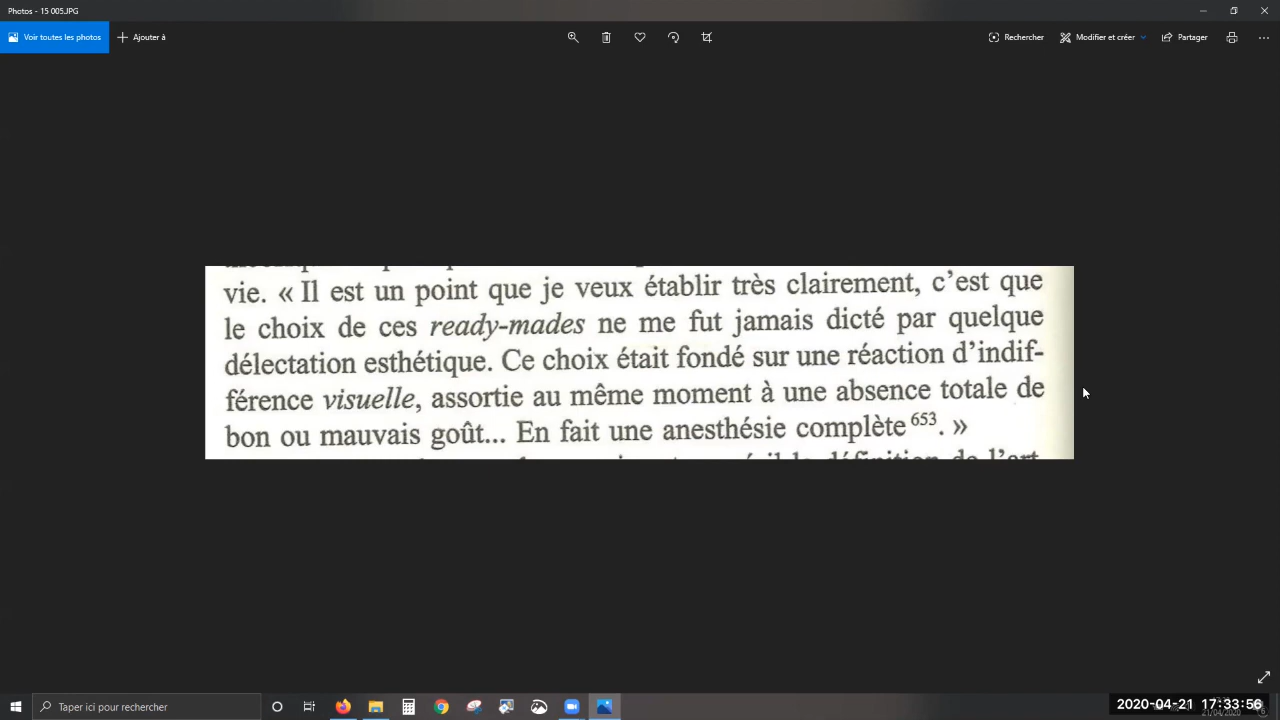 Photos - 15 005.JPG
Voir toutes les photos
Ajouter à
Rechercher
Modifier et créer
Partager
vie. « Il est un point que je veux établir très clairement, c’est que
le choix de ces ready-mades ne me fut jamais dicté par quelque
délectation esthétique. Ce choix était fondé sur une réaction d’indif-
férence visuelle, assortie au même moment à une absence totale de
bon ou mauvais goût... En fait une anesthésie complète 653. »
définition de l’art
Taper ici pour rechercher
2020-04-21 17:33:56